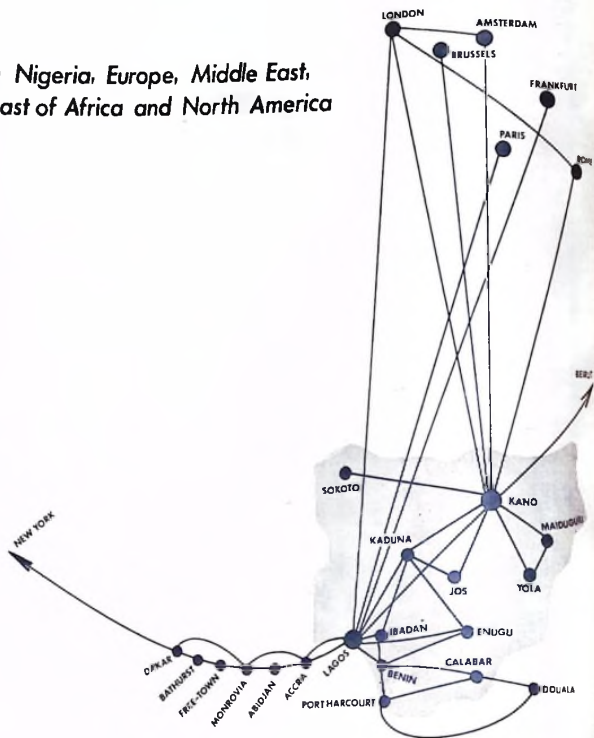 Nigeria, Europe, Middle East,
ast of Africa and North America
LONDON
AMSTERDAM
BRUSSELS
FRANKFURT
PARIS
ROME
BEIRUT
SOKOTO
KANO
MAIDUGURI
KADUNA
JOS
YOLA
NEW YORK
IBADAN
ENUGU
LAGOS
DAKAR
BATHURST
FREE-TOWN
MONROVIA
ABIDJAN
ACCRA
BENIN
CALABAR
PORT HARCOURT
DOUALA